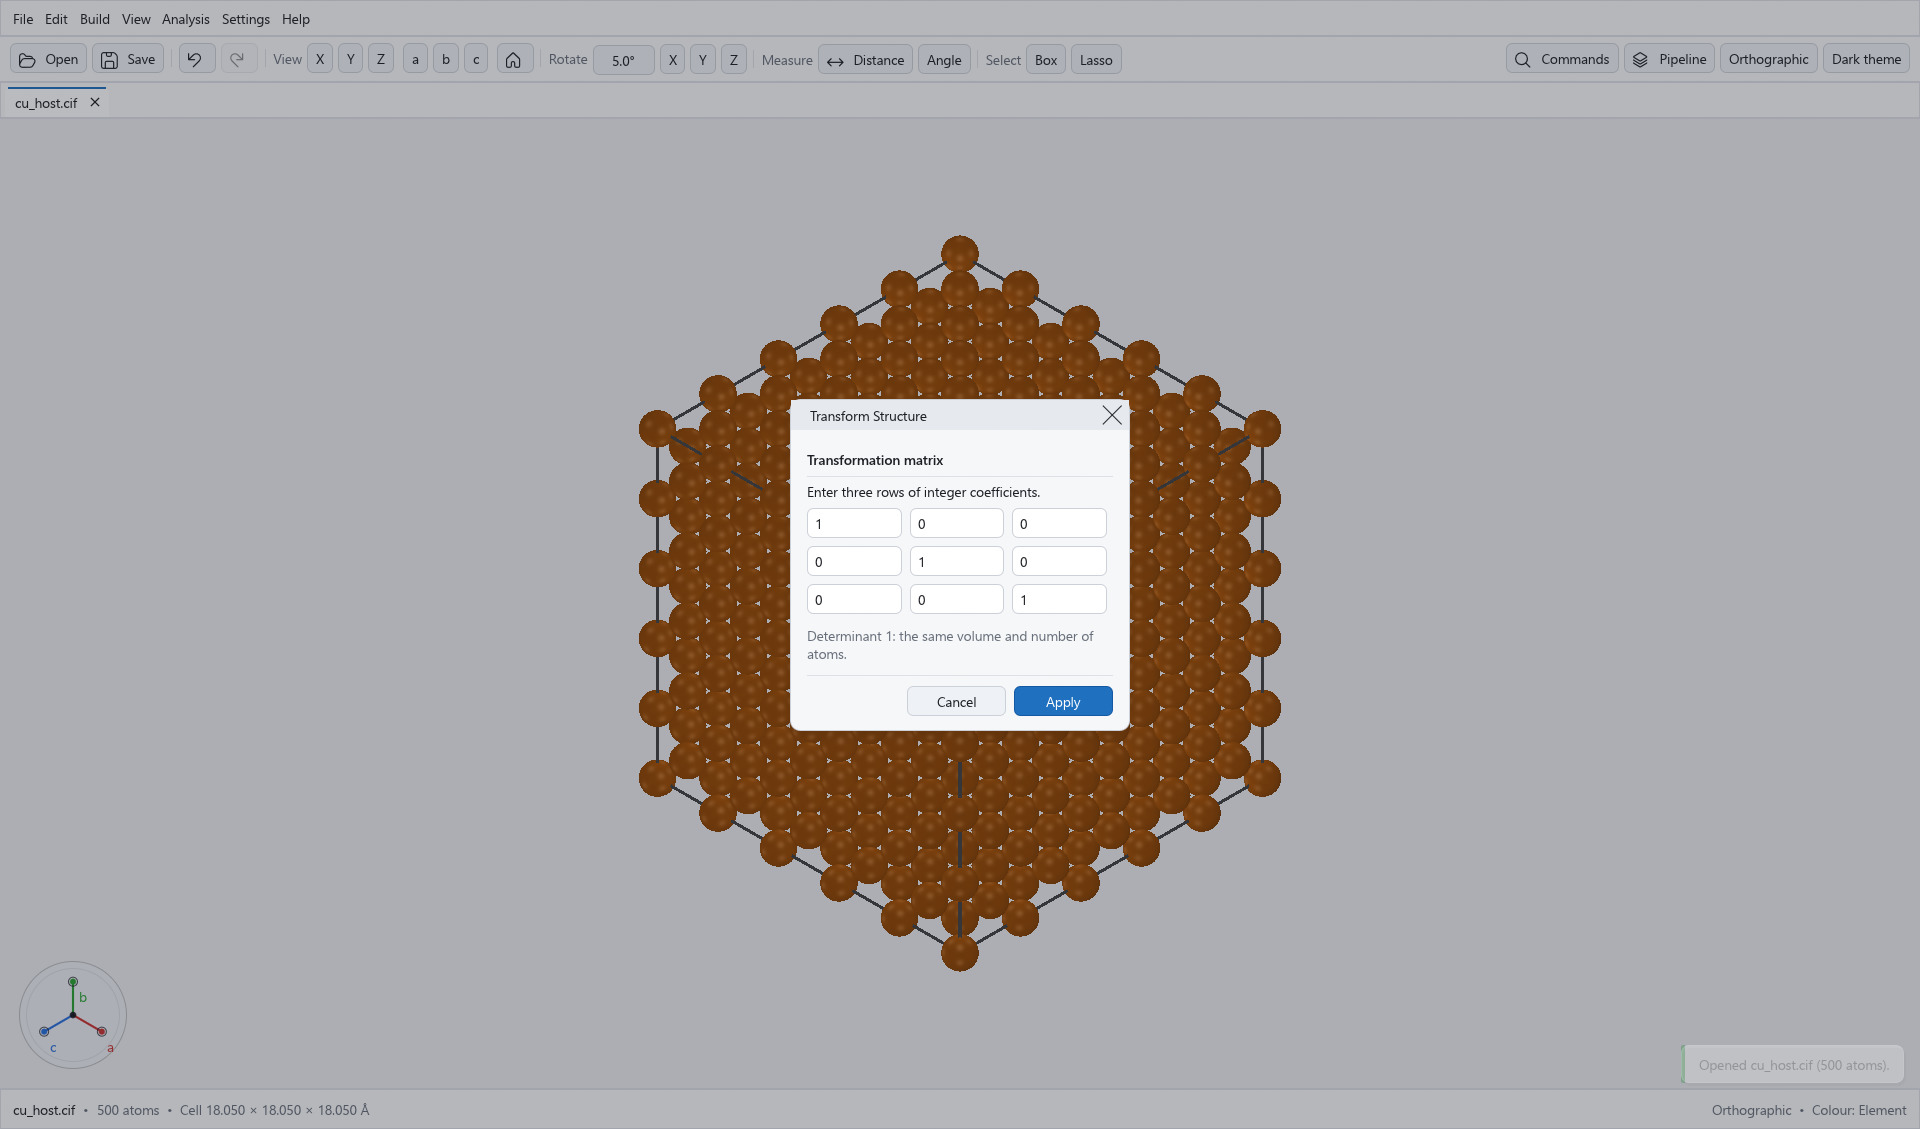 File Edit Build View Analysis Settings Help
Open Save View X Y Z a b c Rotate 5.0° X Y Z Measure Distance Angle Select Box Lasso Commands Pipeline Orthographic Dark theme
cu_host.cif
Transform Structure
Transformation matrix
Enter three rows of integer coefficients.
1 0 0
0 1 0
0 0 1
Determinant 1: the same volume and number of
atoms.
Cancel Apply
b
c a
Opened cu_host.cif (500 atoms).
cu_host.cif • 500 atoms • Cell 18.050 × 18.050 × 18.050 Å Orthographic • Colour: Element